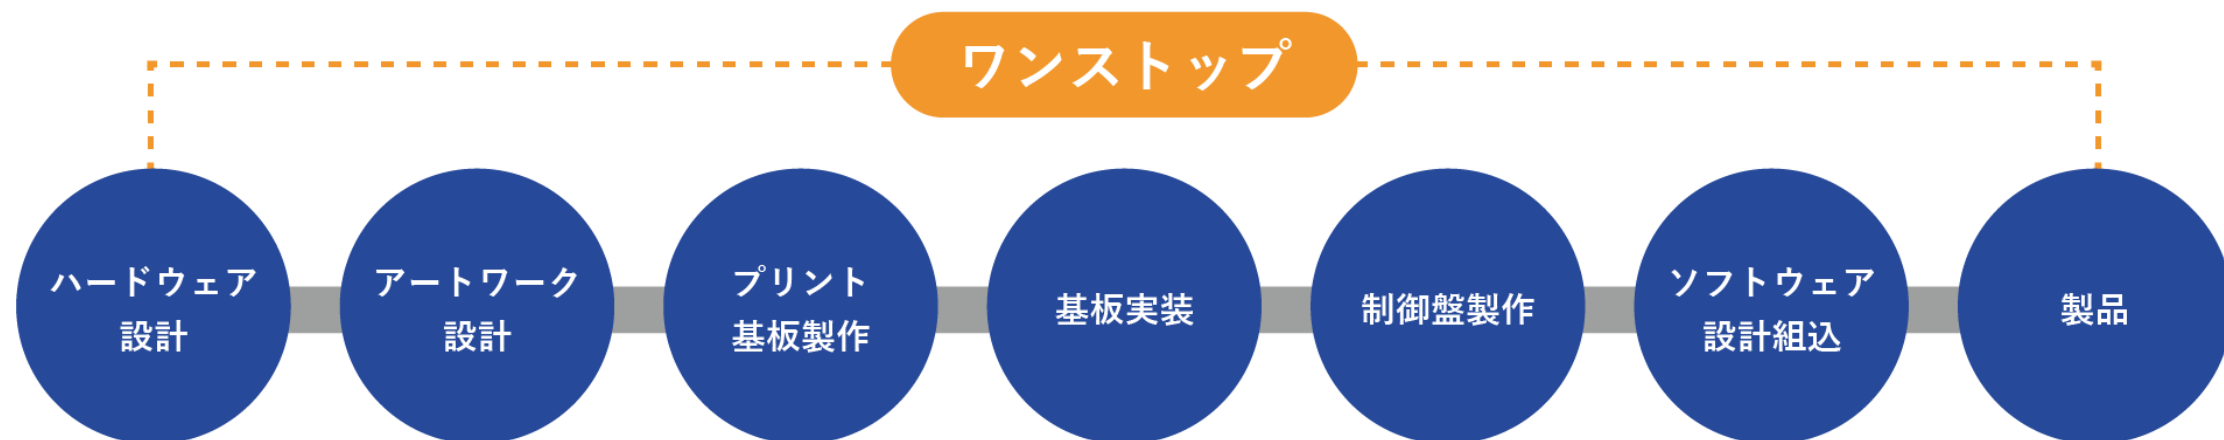 ワンストップ
ハードウェア
設計
アートワーク
設計
プリント
基板製作
基板実装
制御盤製作
ソフトウェア
設計組込
製品